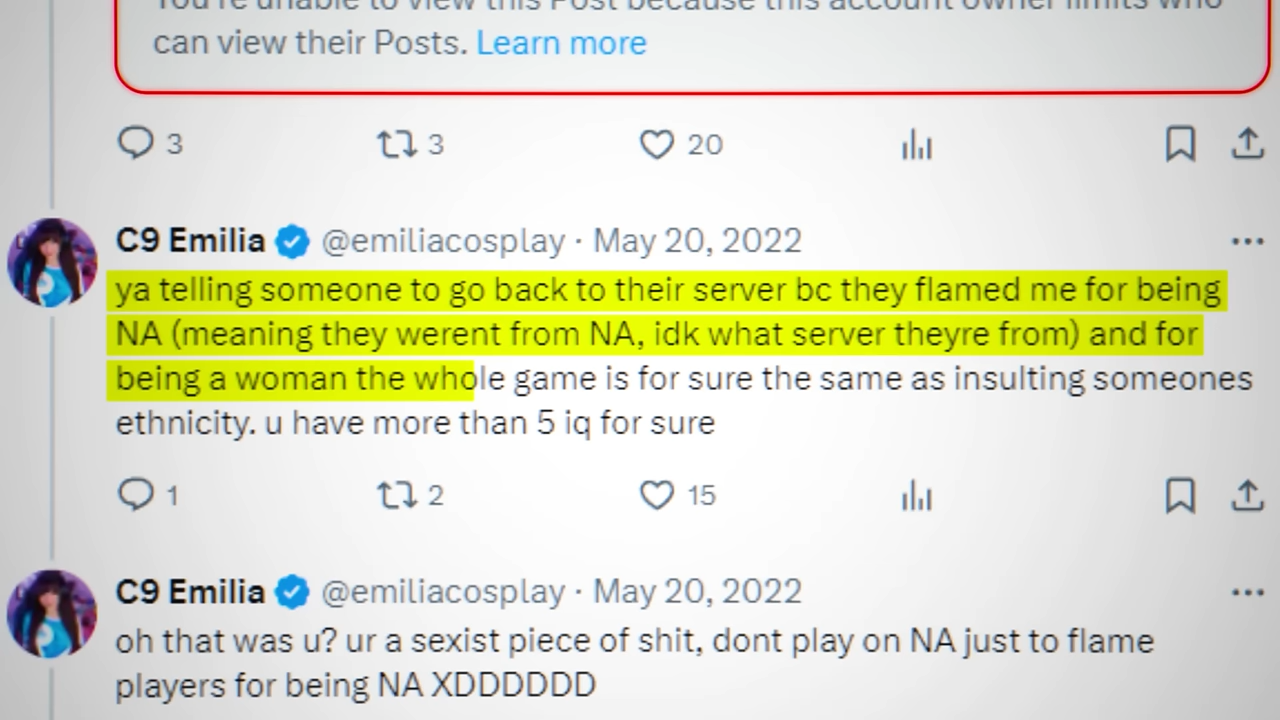 You're unable to view this Post because this account owner limits who
can view their Posts. Learn more
3 3 20
C9 Emilia @emiliacosplay · May 20, 2022
ya telling someone to go back to their server bc they flamed me for being
NA (meaning they werent from NA, idk what server theyre from) and for
being a woman the whole game is for sure the same as insulting someones
ethnicity. u have more than 5 iq for sure
1 2 15
C9 Emilia @emiliacosplay · May 20, 2022
oh that was u? ur a sexist piece of shit, dont play on NA just to flame
players for being NA XDDDDDD